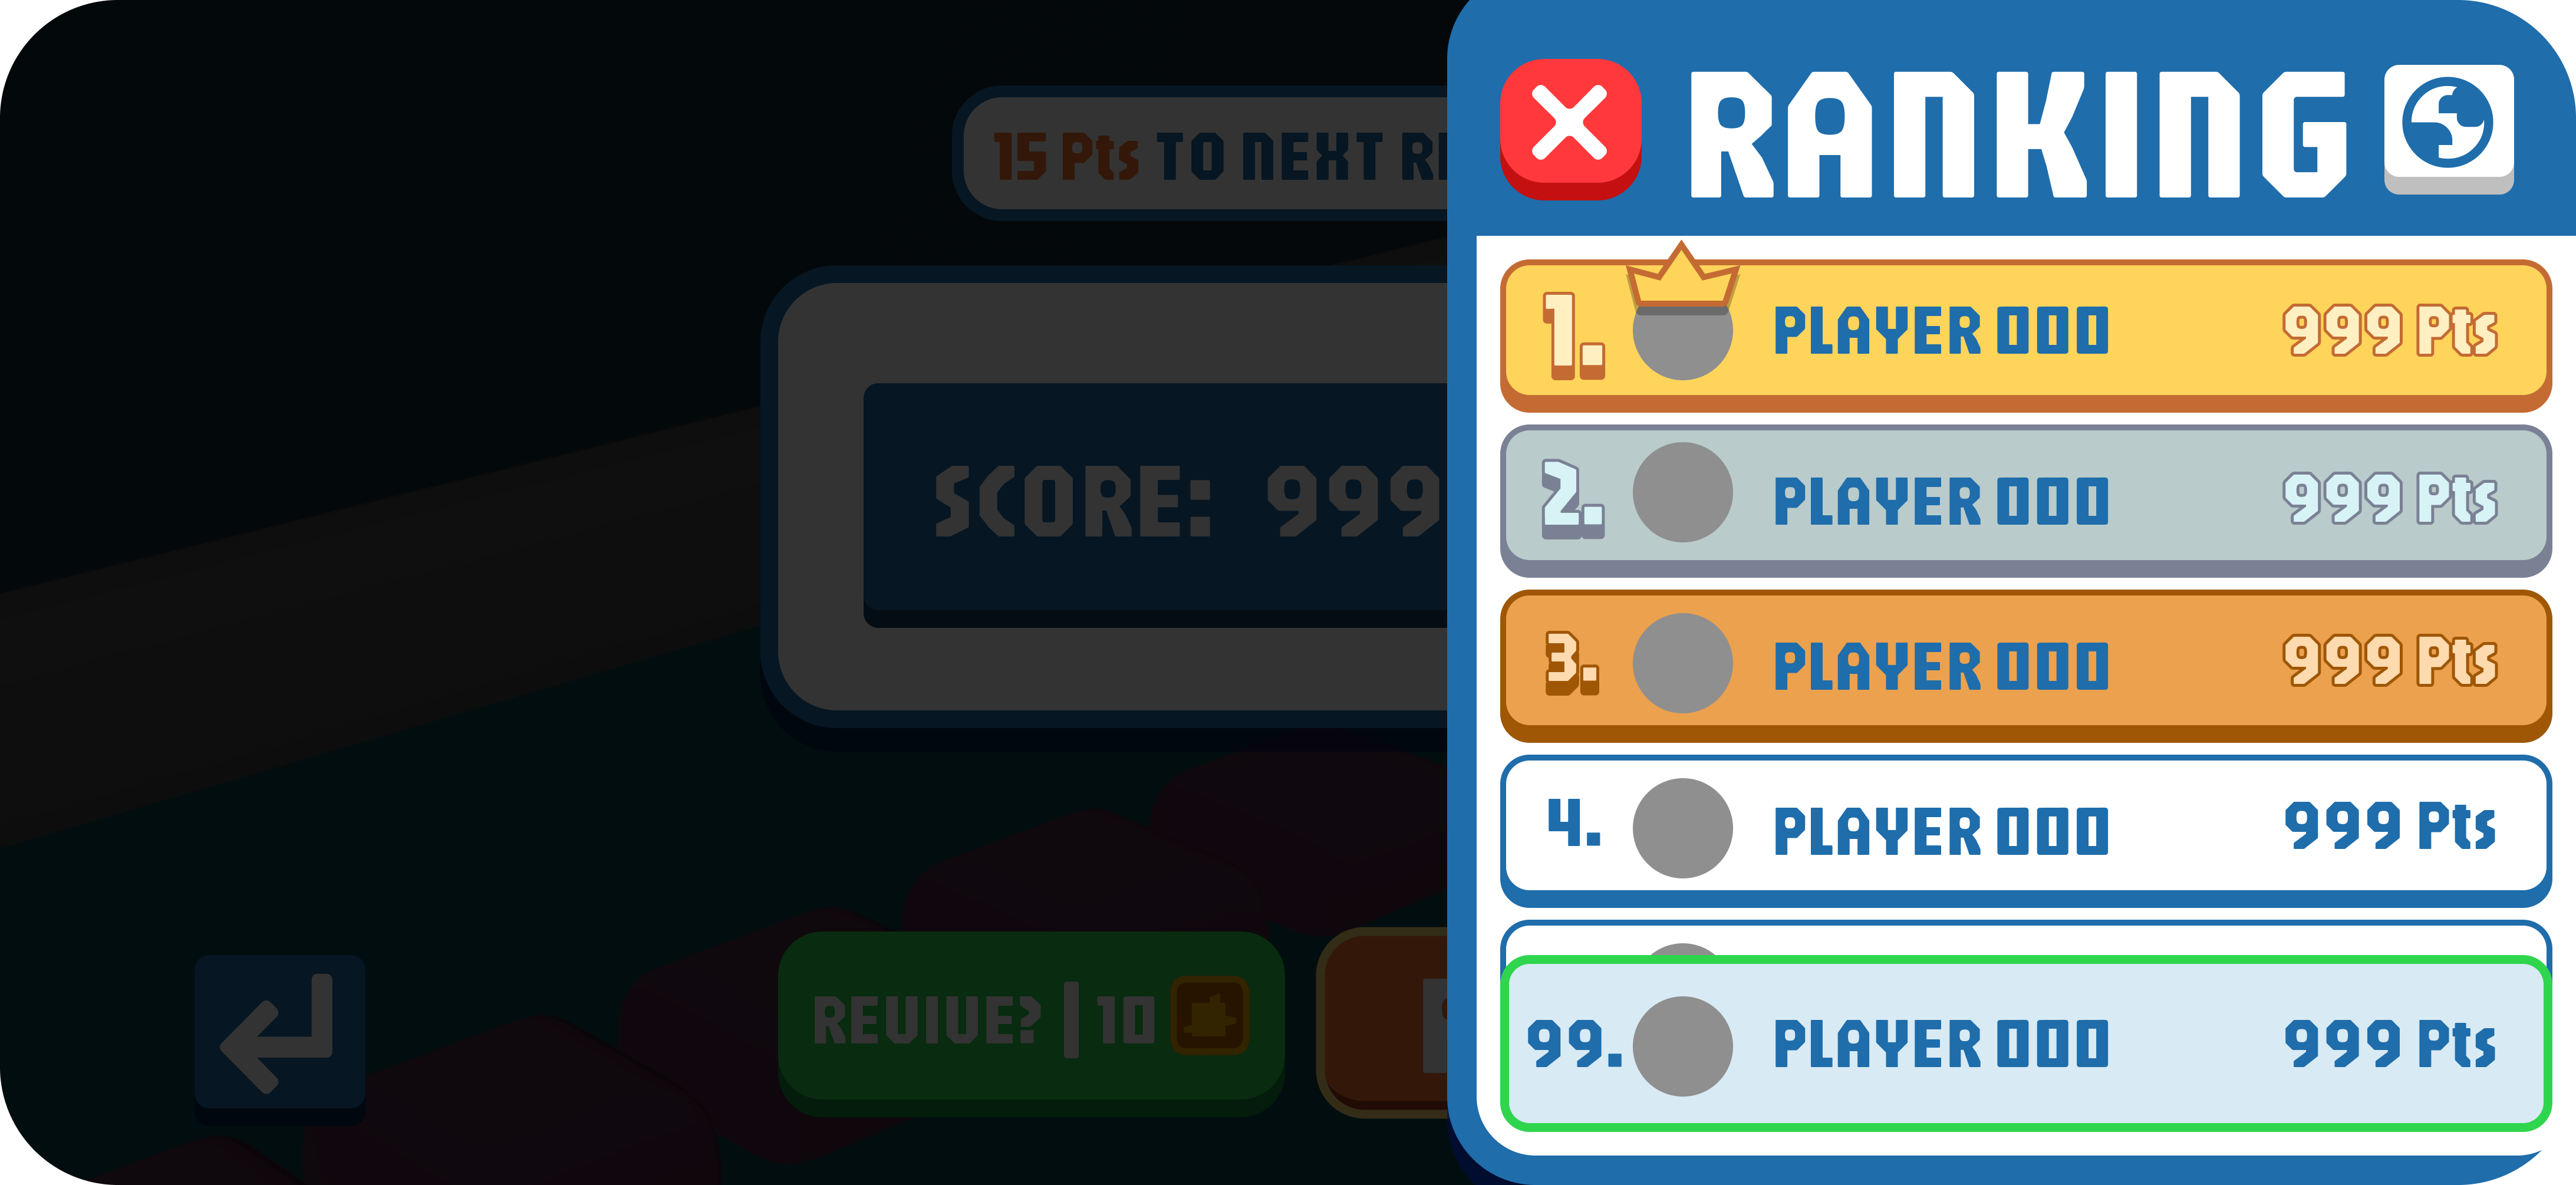 15 Pts TO NEXT
SCORE: 999
REVIVE? | 10
RANKING
1. PLAYER 000 999 Pts
2. PLAYER 000 999 Pts
3. PLAYER 000 999 Pts
4. PLAYER 000 999 Pts
99. PLAYER 000 999 Pts